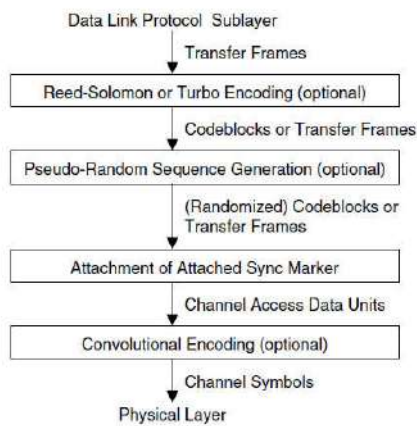 Data Link Protocol Sublayer
Transfer Frames
Reed-Solomon or Turbo Encoding (optional)
Codeblocks or Transfer Frames
Pseudo-Random Sequence Generation (optional)
(Randomized) Codeblocks or
Transfer Frames
Attachment of Attached Sync Marker
Channel Access Data Units
Convolutional Encoding (optional)
Channel Symbols
Physical Layer